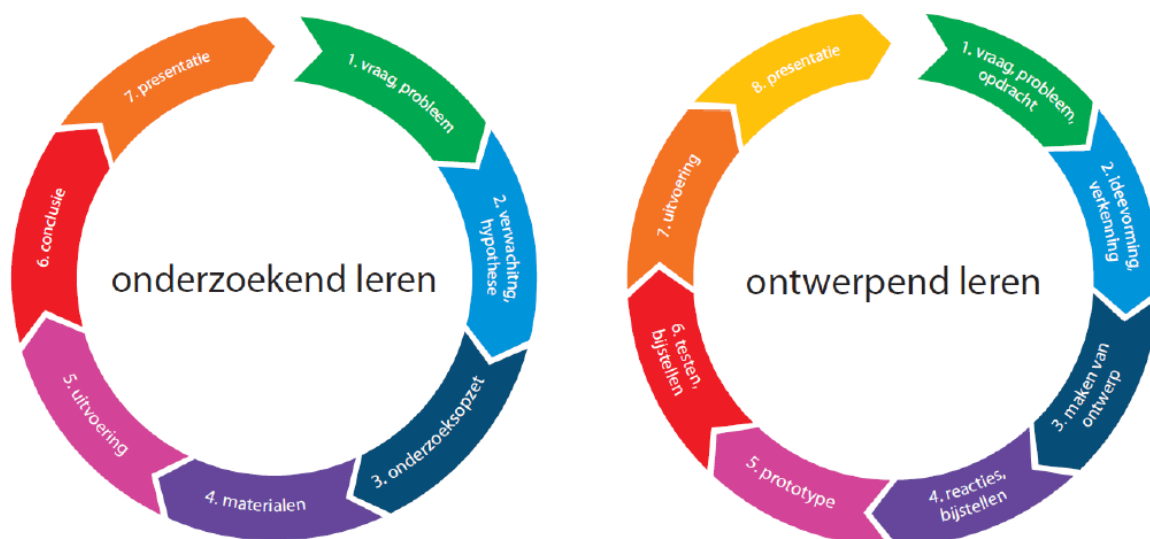 1. vraag, probleem
2. verwachting,
hypothese
3. onderzoeksopzet
4. materialen
5. uitvoering
6. conclusie
7. presentatie
onderzoekend leren
1. vraag, probleem,
opdracht
2. ideevorming,
verkenning
3. maken van
ontwerp
4. reacties,
bijstellen
5. prototype
6. testen,
bijstellen
7. uitvoering
8. presentatie
ontwerpend leren